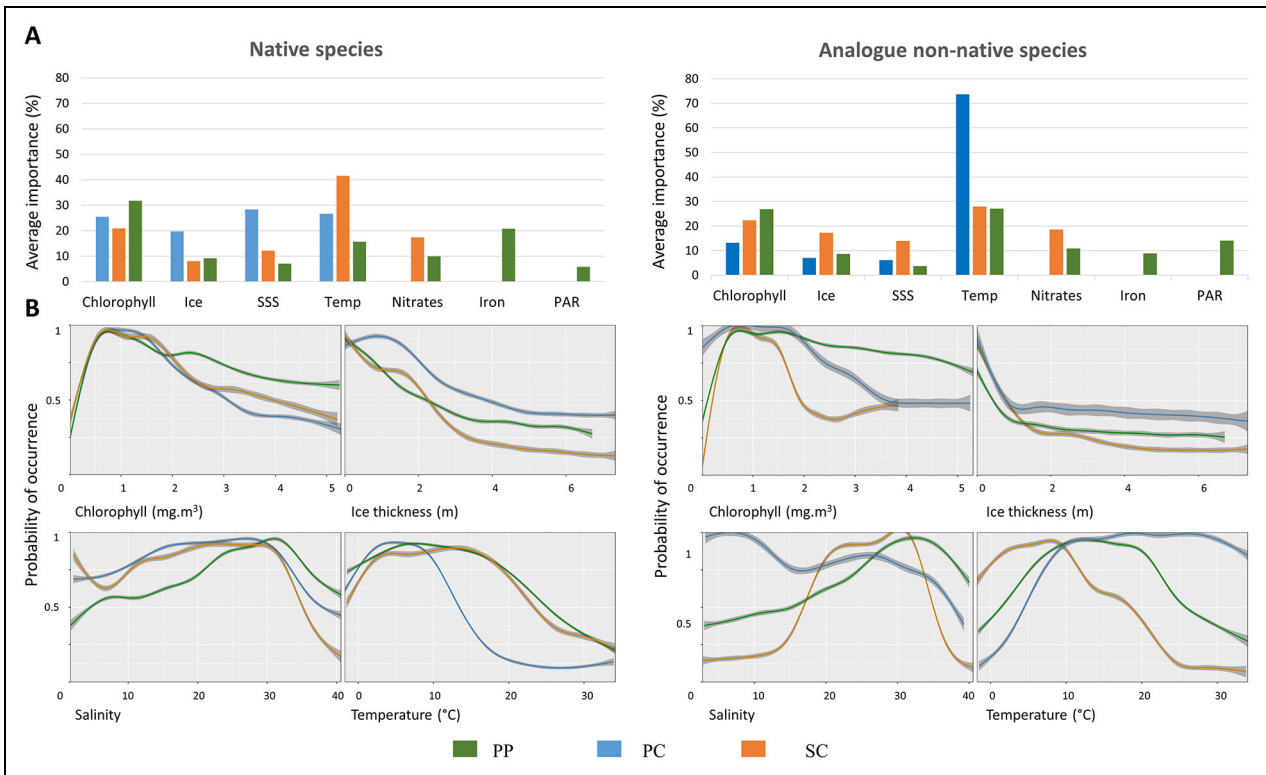 A
Native species
Analogue non-native species
Average importance (%)
80
70
60
50
40
30
20
10
0
Chlorophyll Ice SSS Temp Nitrates Iron PAR
Average importance (%)
80
70
60
50
40
30
20
10
0
Chlorophyll Ice SSS Temp Nitrates Iron PAR
B
Probability of occurrence
1
0.5
0 1 2 3 4 5
Chlorophyll (mg.m³)
0 2 4 6
Ice thickness (m)
1
0.5
0 10 20 30 40
Salinity
0 10 20 30
Temperature (°C)
Probability of occurrence
1
0.5
0 1 2 3 4 5
Chlorophyll (mg.m³)
0 2 4 6
Ice thickness (m)
1
0.5
0 10 20 30 40
Salinity
0 10 20 30
Temperature (°C)
PP PC SC